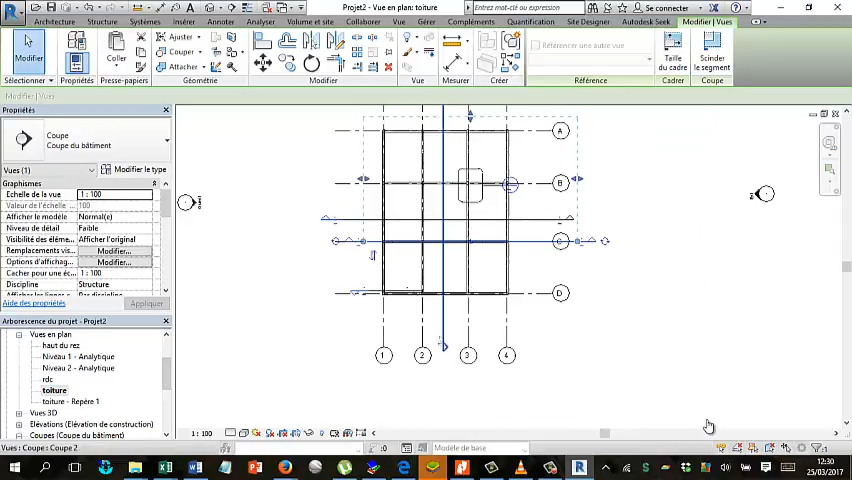 Projet2 - Vue en plan: toiture
Entrez mot-clé ou expression
Se connecter
Architecture Structure Systèmes Insérer Annoter Analyser Volume et site Collaborer Vue Gérer Compléments Quantification Site Designer Autodesk Seek Modifier | Vues
Ajuster
Couper
Attacher
Modifier
Coller
Référencer une autre vue
Taille du cadre
Scinder le segment
Sélectionner Propriétés Presse-papiers Géométrie Modifier Vue Mesurer Créer Référence Cadrer Coupe
Modifier | Vues
Propriétés
Coupe
Coupe du bâtiment
Vues (1)
Modifier le type
Graphismes
Echelle de la vue 1 : 100
Valeur de l'échelle 100
Afficher le modèle Normal(e)
Niveau de détail Faible
Visibilité des éléme... Afficher l'original
Remplacements vis... Modifier...
Options d'affichag... Modifier...
Cacher pour une éc... 1 : 100
Discipline Structure
Aide des propriétés
Appliquer
Arborescence du projet - Projet2
Vues en plan
haut du rez
Niveau 1 - Analytique
Niveau 2 - Analytique
rdc
toiture
toiture - Repère 1
Vues 3D
Elévations (Elévation de construction)
Coupes (Coupe du bâtiment)
A
B
C
D
1 2 3 4
1 : 100
Vues : Coupe : Coupe 2
:0
Modèle de base
:1
12:30
25/03/2017